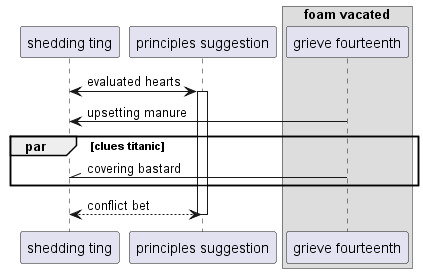 foam vacated
shedding ting
principles suggestion
grieve fourteenth
evaluated hearts
upsetting manure
par
[clues titanic]
covering bastard
conflict bet
shedding ting
principles suggestion
grieve fourteenth